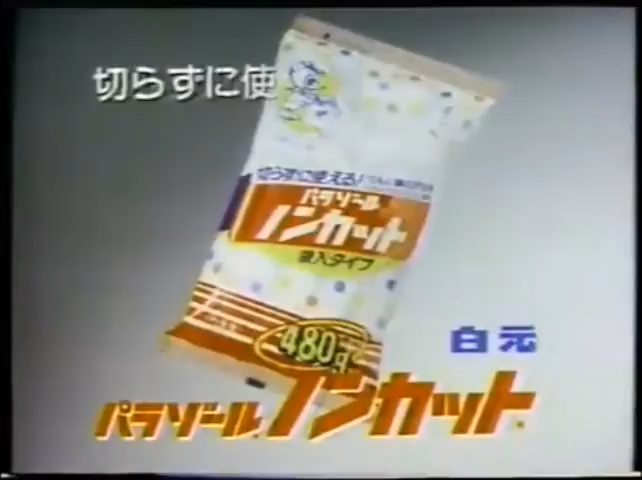 切らずに使
切らずに使える!
パラゾール
ノンカット
袋入タイプ
480g
白元
パラゾール ノンカット